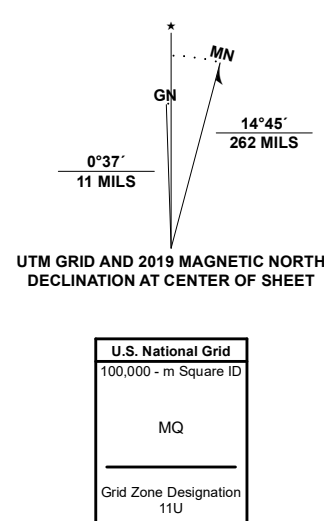 ★
MN
GN
14°45´
262 MILS
0°37´
11 MILS
UTM GRID AND 2019 MAGNETIC NORTH
DECLINATION AT CENTER OF SHEET
U.S. National Grid
100,000 - m Square ID
MQ
Grid Zone Designation
11U